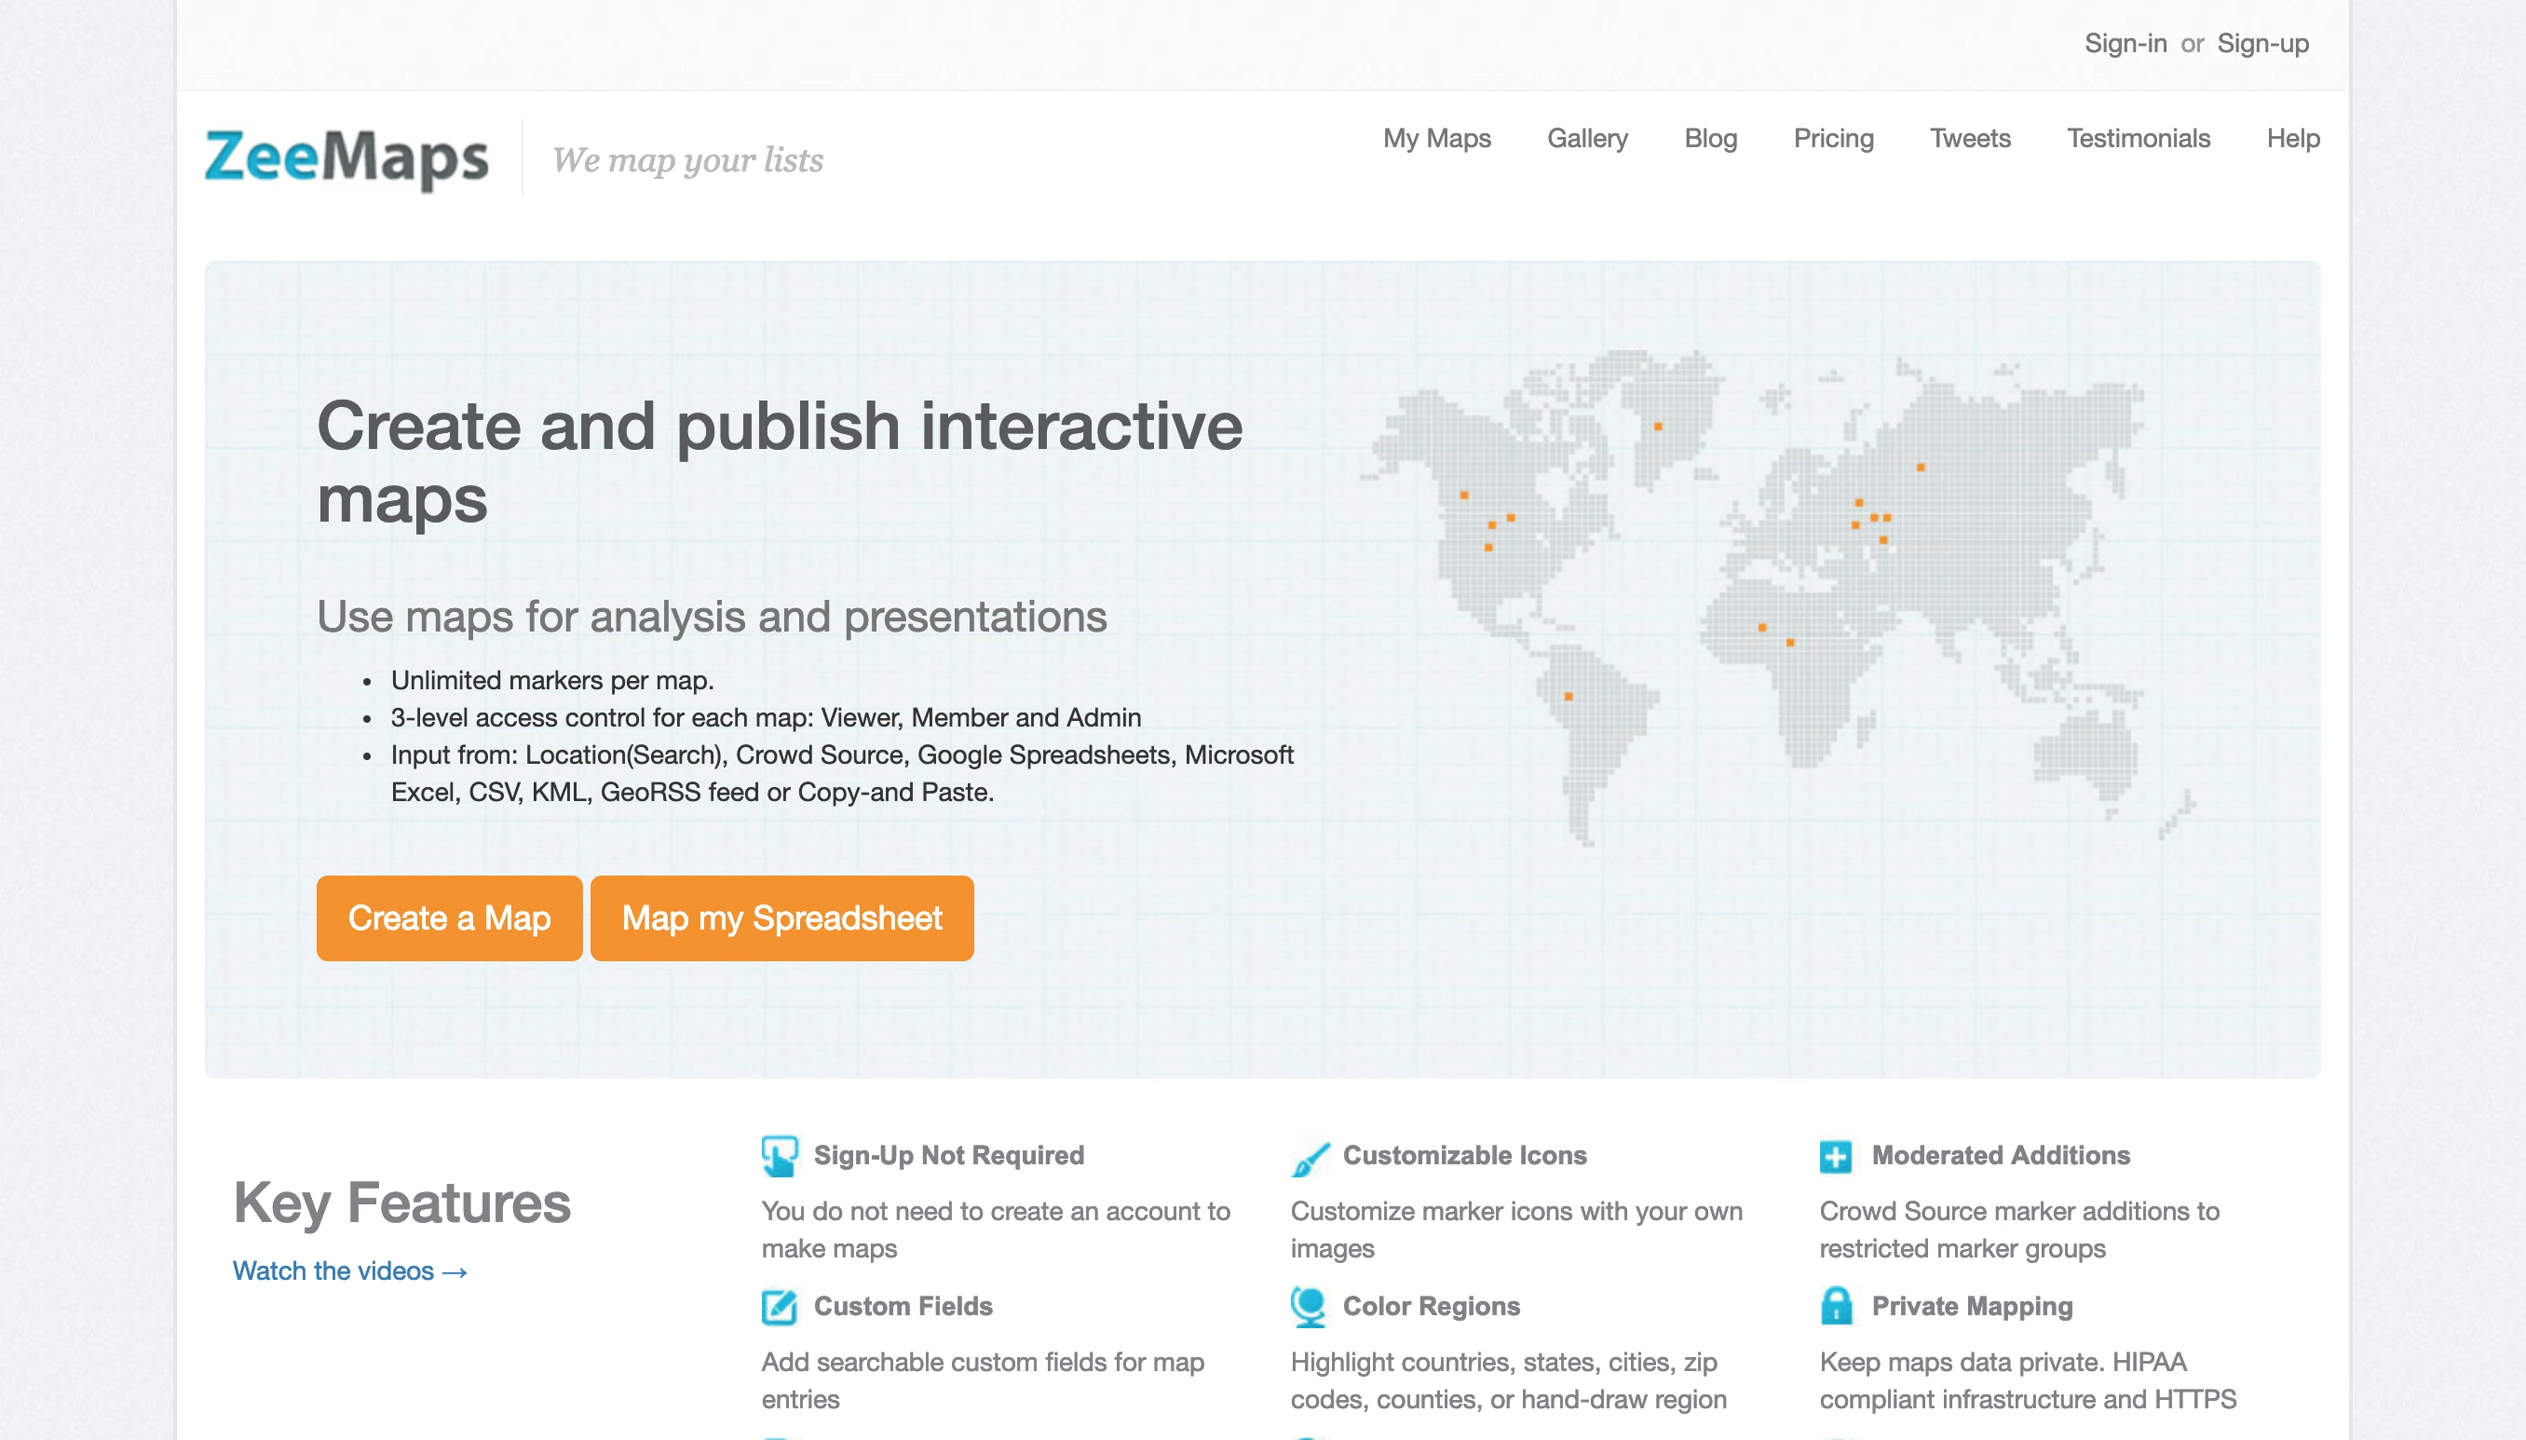 Sign-in or Sign-up
ZeeMaps
We map your lists
My Maps Gallery Blog Pricing Tweets Testimonials Help
Create and publish interactive
maps
Use maps for analysis and presentations
• Unlimited markers per map.
• 3-level access control for each map: Viewer, Member and Admin
• Input from: Location(Search), Crowd Source, Google Spreadsheets, Microsoft
Excel, CSV, KML, GeoRSS feed or Copy-and Paste.
Create a Map Map my Spreadsheet
Key Features
Watch the videos →
Sign-Up Not Required
You do not need to create an account to
make maps
Customizable Icons
Customize marker icons with your own
images
Moderated Additions
Crowd Source marker additions to
restricted marker groups
Custom Fields
Add searchable custom fields for map
entries
Color Regions
Highlight countries, states, cities, zip
codes, counties, or hand-draw region
Private Mapping
Keep maps data private. HIPAA
compliant infrastructure and HTTPS